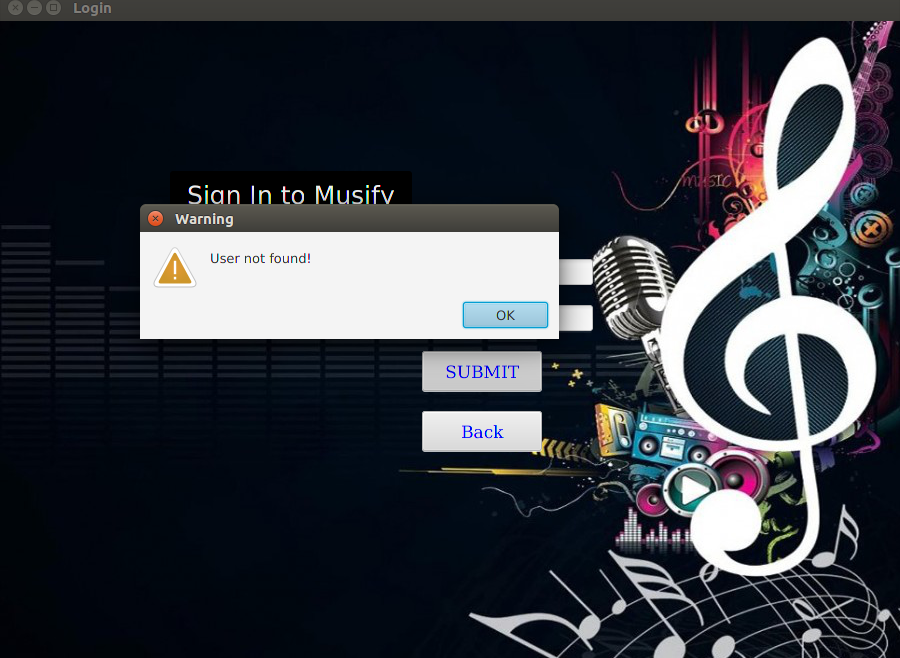 Login
Sign In to Musify
Warning
User not found!
OK
SUBMIT
Back
MUSIC